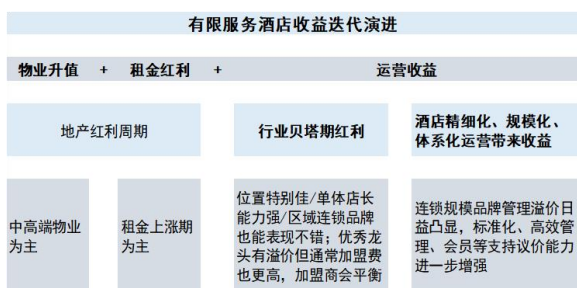 有限服务酒店收益迭代演进
物业升值 + 租金红利 + 运营收益
地产红利周期
行业贝塔期红利
酒店精细化、规模化、
体系化运营带来收益
中高端物业
为主
租金上涨期
为主
位置特别佳/单体店长
能力强/区域连锁品牌
也能表现不错；优秀龙
头有溢价但通常加盟费
也更高，加盟商会平衡
连锁规模品牌管理溢价日
益凸显，标准化、高效管
理、会员等支持议价能力
进一步增强